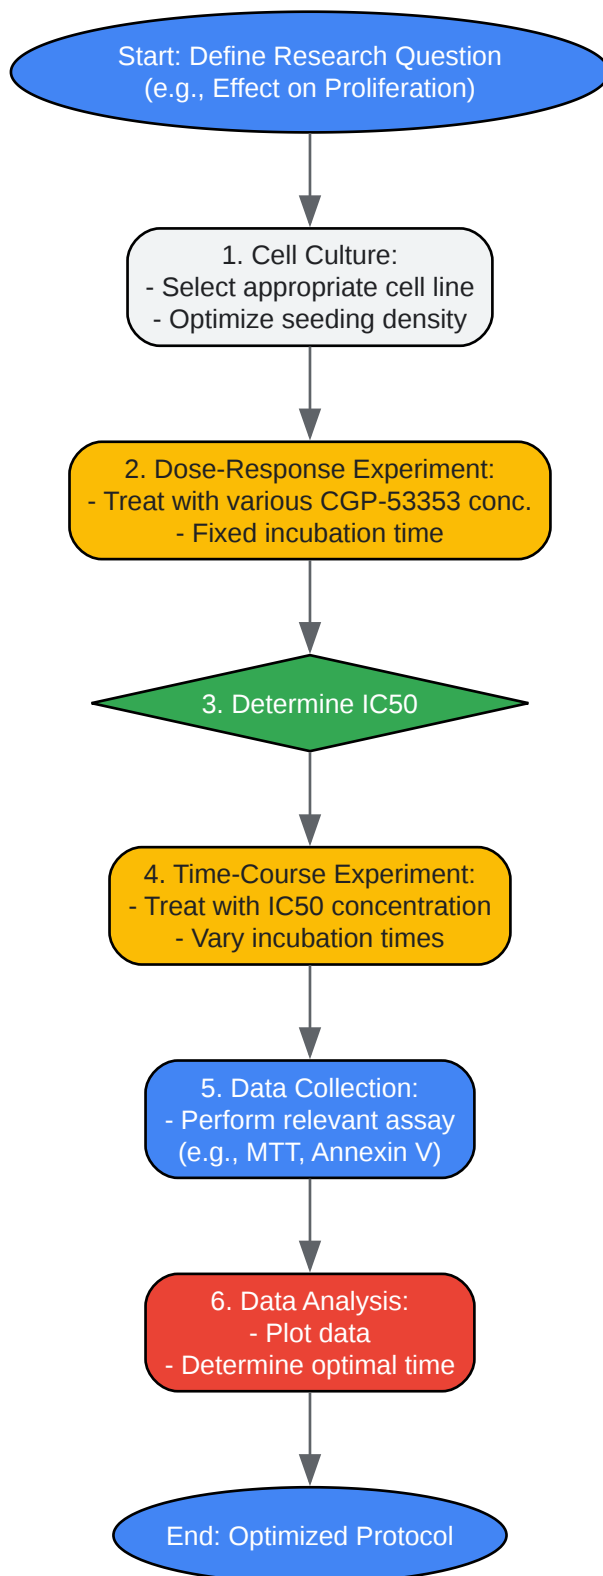 Start: Define Research Question
(e.g., Effect on Proliferation)
1. Cell Culture:
- Select appropriate cell line
- Optimize seeding density
2. Dose-Response Experiment:
- Treat with various CGP-53353 conc.
- Fixed incubation time
3. Determine IC50
4. Time-Course Experiment:
- Treat with IC50 concentration
- Vary incubation times
5. Data Collection:
- Perform relevant assay
(e.g., MTT, Annexin V)
6. Data Analysis:
- Plot data
- Determine optimal time
End: Optimized Protocol